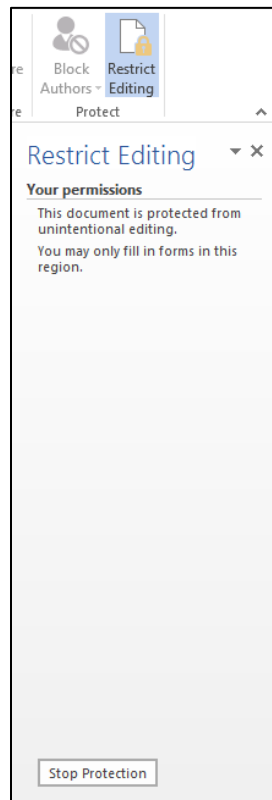 re
Block
Authors
Restrict
Editing
re
Protect
Restrict Editing
Your permissions
This document is protected from
unintentional editing.
You may only fill in forms in this
region.
Stop Protection